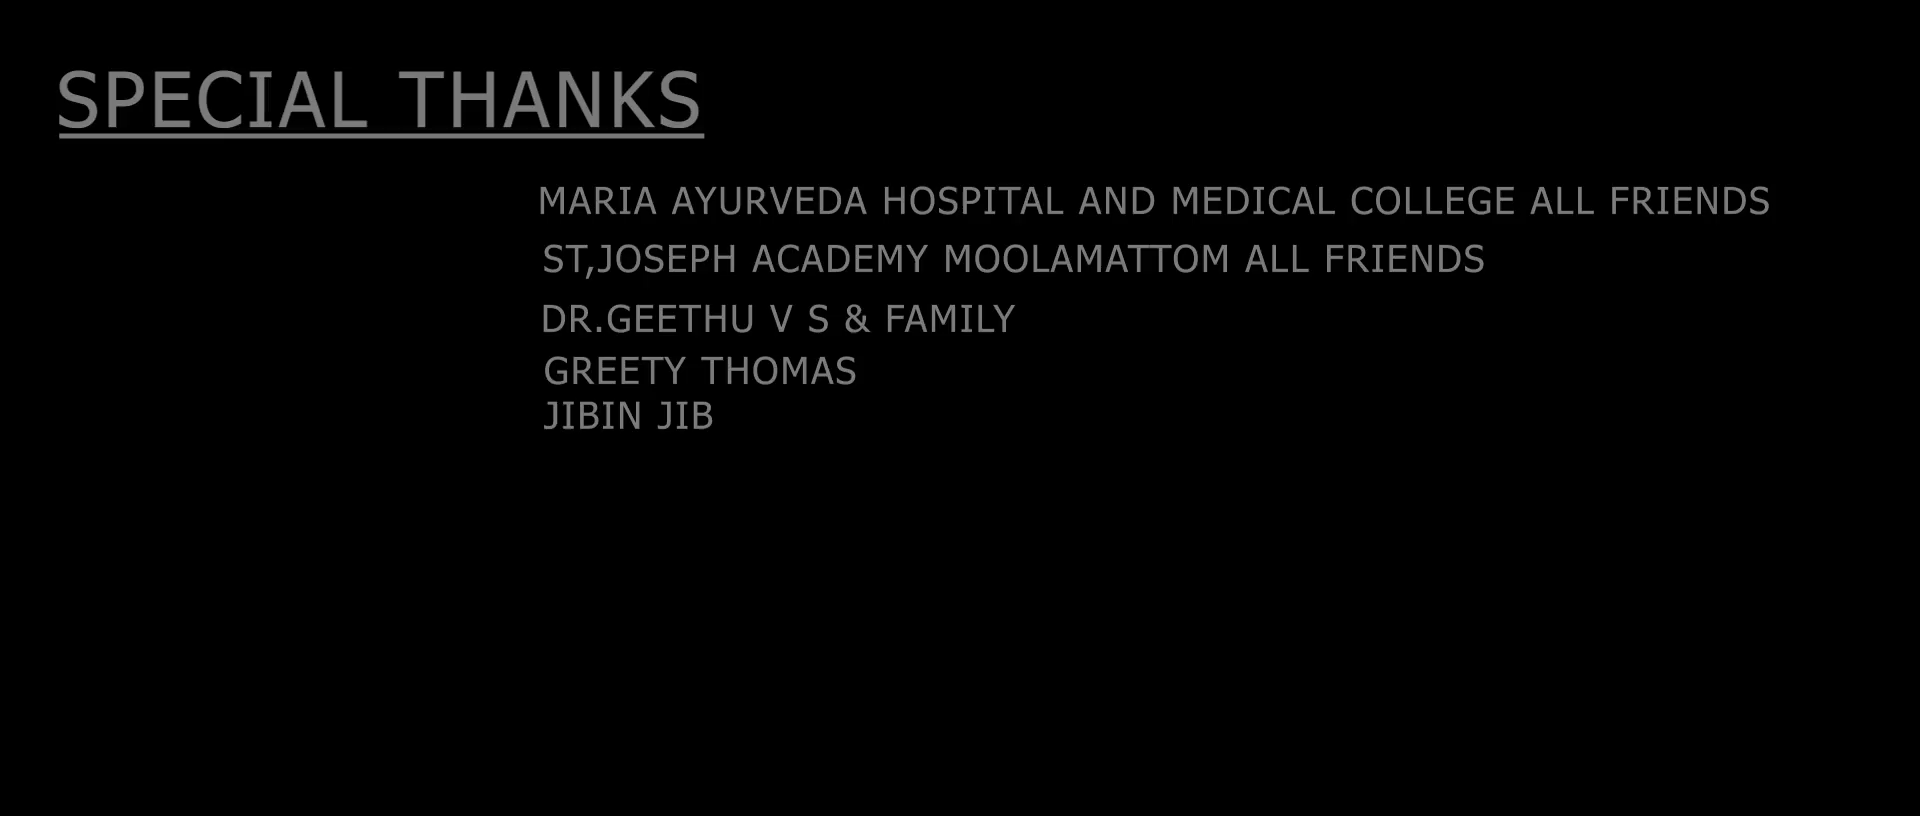 SPECIAL THANKS
MARIA AYURVEDA HOSPITAL AND MEDICAL COLLEGE ALL FRIENDS
ST,JOSEPH ACADEMY MOOLAMATTOM ALL FRIENDS
DR.GEETHU V S & FAMILY
GREETY THOMAS
JIBIN JIB